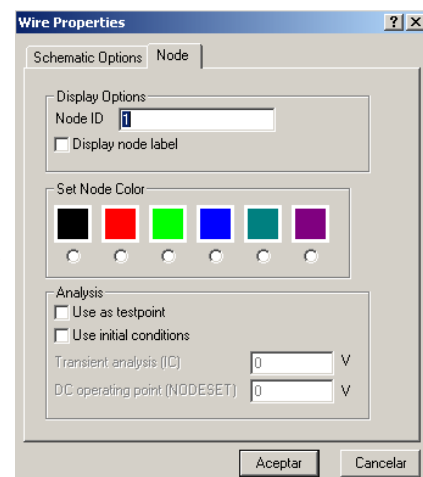 Wire Properties ? ×
Schematic Options Node
Display Options
Node ID 1
Display node label
Set Node Color
Analysis
Use as testpoint
Use initial conditions
Transient analysis (IC) 0 V
DC operating point (NODESET) 0 V
Aceptar Cancelar